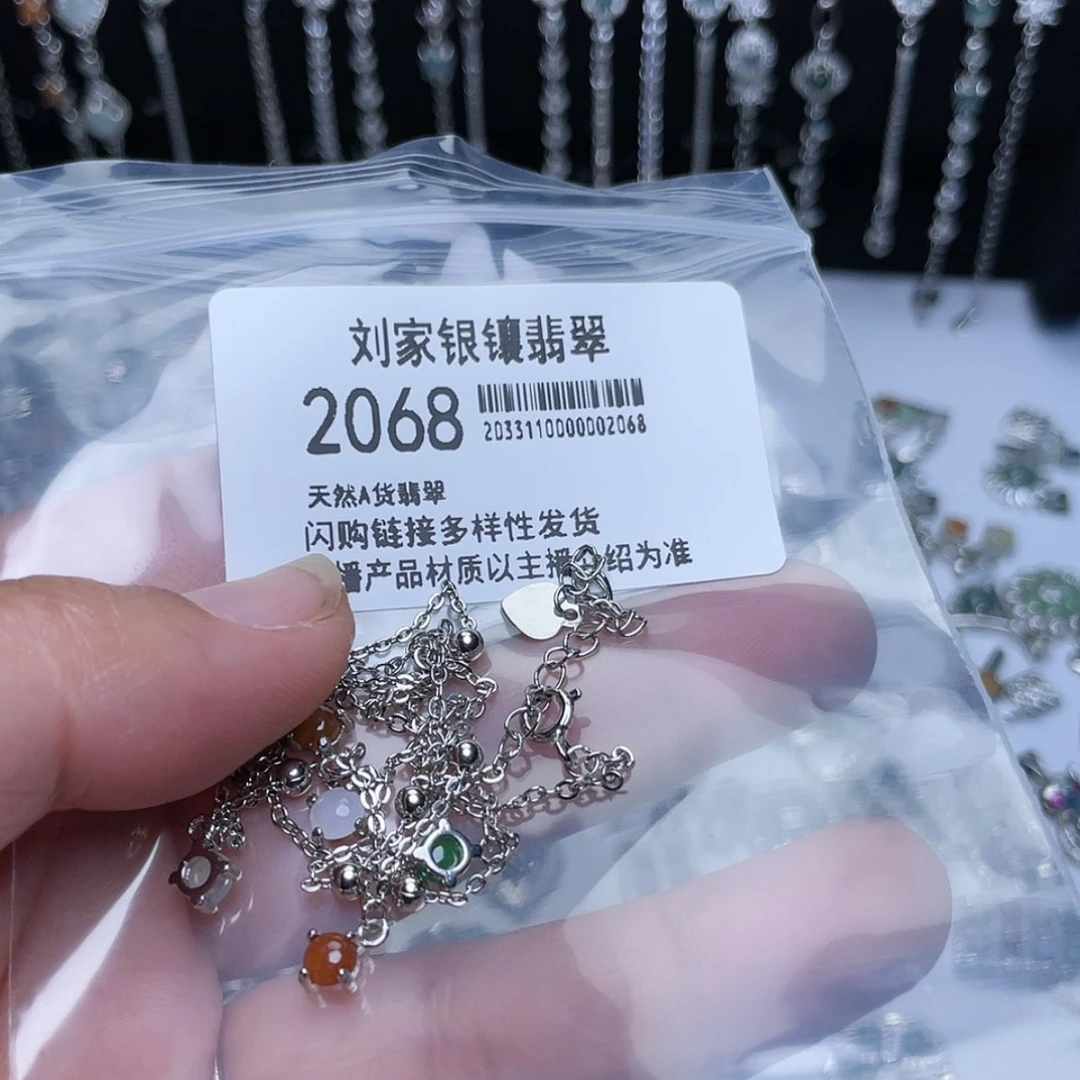 刘家银镶翡翠
2068
2033110000002068
天然A货翡翠
闪购链接多样性发货
播产品材质以主播绍为准